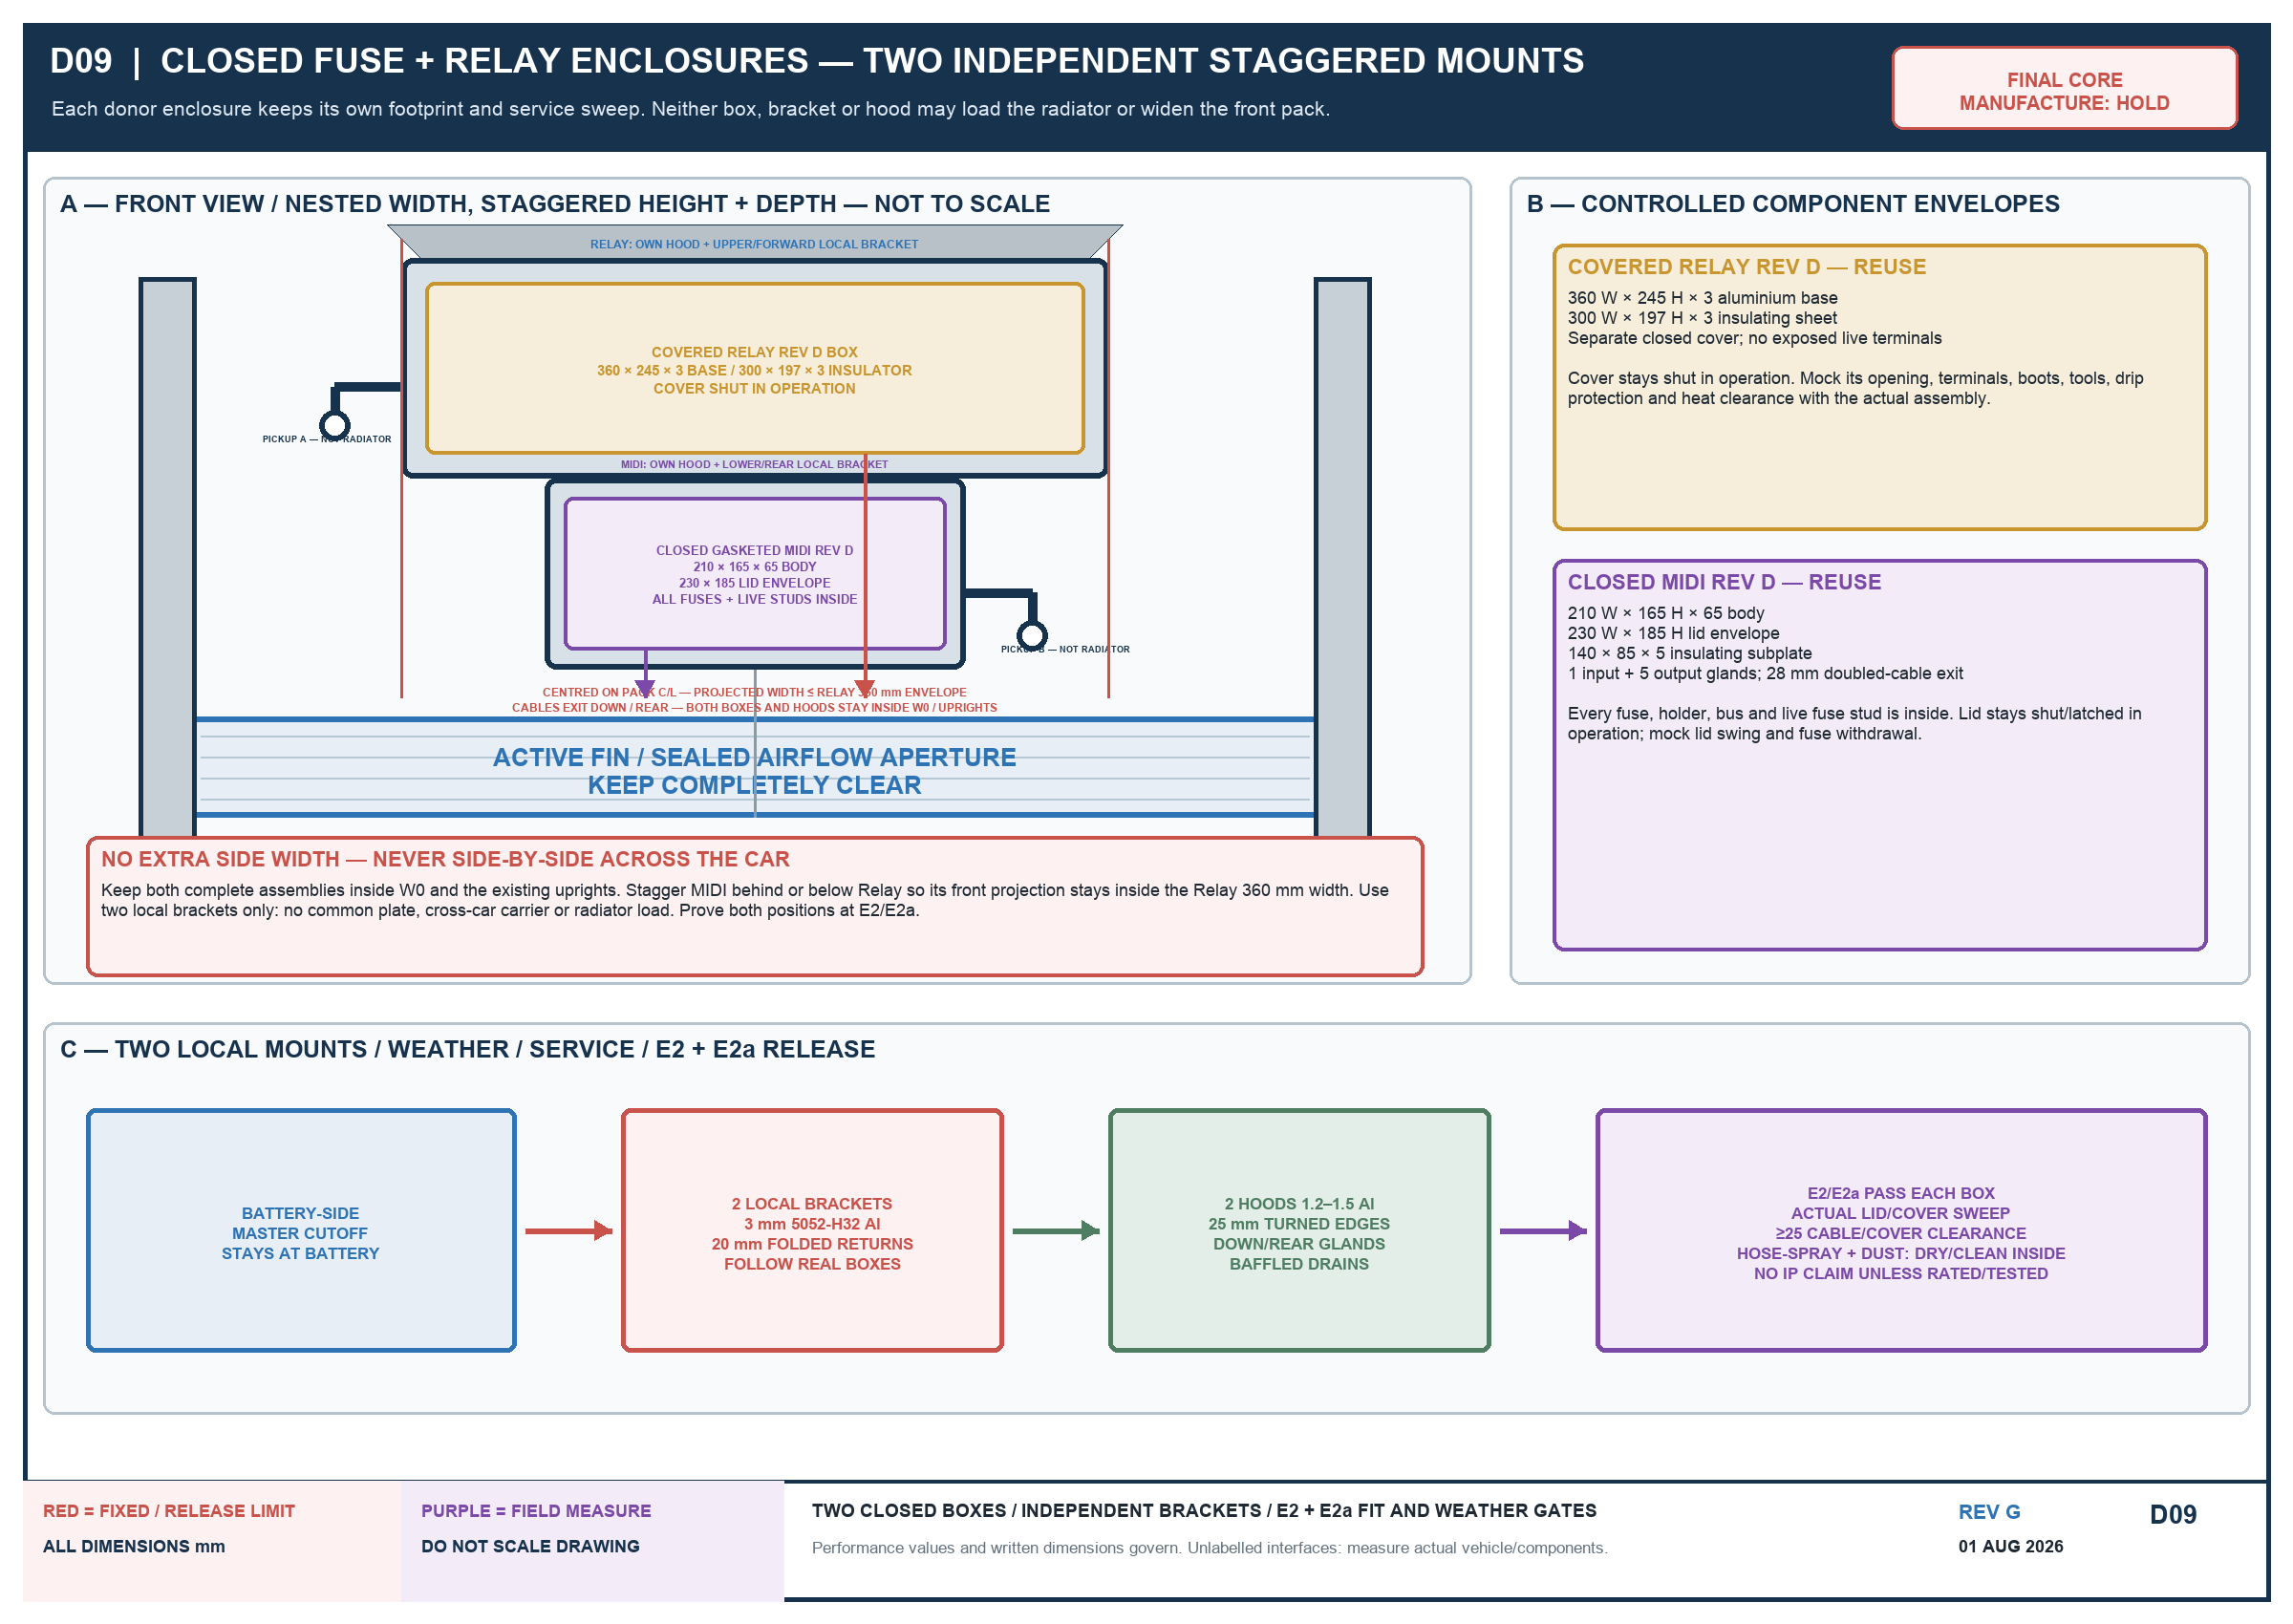 D09 | CLOSED FUSE + RELAY ENCLOSURES — TWO INDEPENDENT STAGGERED MOUNTS
Each donor enclosure keeps its own footprint and service sweep. Neither box, bracket or hood may load the radiator or widen the front pack.
FINAL CORE
MANUFACTURE: HOLD
A — FRONT VIEW / NESTED WIDTH, STAGGERED HEIGHT + DEPTH — NOT TO SCALE
RELAY: OWN HOOD + UPPER/FORWARD LOCAL BRACKET
COVERED RELAY REV D BOX
360 × 245 × 3 BASE / 300 × 197 × 3 INSULATOR
COVER SHUT IN OPERATION
PICKUP A — NOT RADIATOR
MIDI: OWN HOOD + LOWER/REAR LOCAL BRACKET
CLOSED GASKETED MIDI REV D
210 × 165 × 65 BODY
230 × 185 LID ENVELOPE
ALL FUSES + LIVE STUDS INSIDE
PICKUP B — NOT RADIATOR
CENTRED ON PACK C/L — PROJECTED WIDTH ≤ RELAY 360 mm ENVELOPE
CABLES EXIT DOWN / REAR — BOTH BOXES AND HOODS STAY INSIDE W0 / UPRIGHTS
ACTIVE FIN / SEALED AIRFLOW APERTURE
KEEP COMPLETELY CLEAR
NO EXTRA SIDE WIDTH — NEVER SIDE-BY-SIDE ACROSS THE CAR
Keep both complete assemblies inside W0 and the existing uprights. Stagger MIDI behind or below Relay so its front projection stays inside the Relay 360 mm width. Use
two local brackets only: no common plate, cross-car carrier or radiator load. Prove both positions at E2/E2a.
B — CONTROLLED COMPONENT ENVELOPES
COVERED RELAY REV D — REUSE
360 W × 245 H × 3 aluminium base
300 W × 197 H × 3 insulating sheet
Separate closed cover; no exposed live terminals
Cover stays shut in operation. Mock its opening, terminals, boots, tools, drip
protection and heat clearance with the actual assembly.
CLOSED MIDI REV D — REUSE
210 W × 165 H × 65 body
230 W × 185 H lid envelope
140 × 85 × 5 insulating subplate
1 input + 5 output glands; 28 mm doubled-cable exit
Every fuse, holder, bus and live fuse stud is inside. Lid stays shut/latched in
operation; mock lid swing and fuse withdrawal.
C — TWO LOCAL MOUNTS / WEATHER / SERVICE / E2 + E2a RELEASE
BATTERY-SIDE
MASTER CUTOFF
STAYS AT BATTERY
2 LOCAL BRACKETS
3 mm 5052-H32 Al
20 mm FOLDED RETURNS
FOLLOW REAL BOXES
2 HOODS 1.2–1.5 Al
25 mm TURNED EDGES
DOWN/REAR GLANDS
BAFFLED DRAINS
E2/E2a PASS EACH BOX
ACTUAL LID/COVER SWEEP
≥25 CABLE/COVER CLEARANCE
HOSE-SPRAY + DUST: DRY/CLEAN INSIDE
NO IP CLAIM UNLESS RATED/TESTED
RED = FIXED / RELEASE LIMIT
ALL DIMENSIONS mm
PURPLE = FIELD MEASURE
DO NOT SCALE DRAWING
TWO CLOSED BOXES / INDEPENDENT BRACKETS / E2 + E2a FIT AND WEATHER GATES
Performance values and written dimensions govern. Unlabelled interfaces: measure actual vehicle/components.
REV G
01 AUG 2026
D09